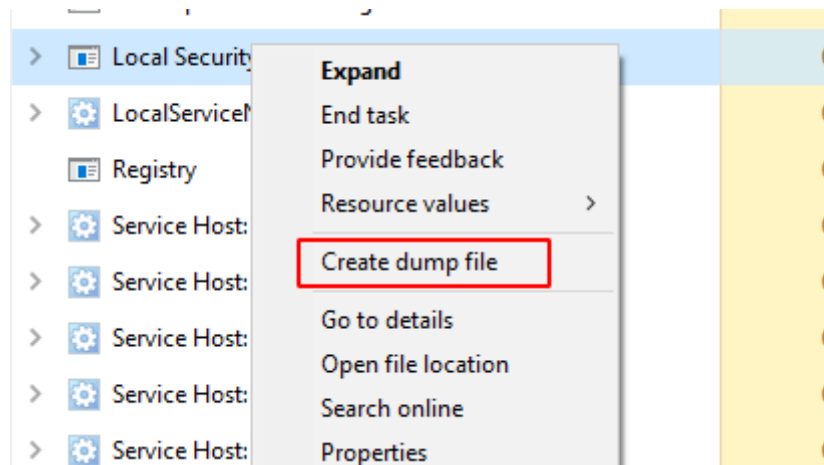 Local Security
Expand
LocalServiceN
End task
Provide feedback
Registry
Resource values
Service Host:
Create dump file
Service Host:
Go to details
Service Host:
Open file location
Service Host:
Search online
Service Host:
Properties